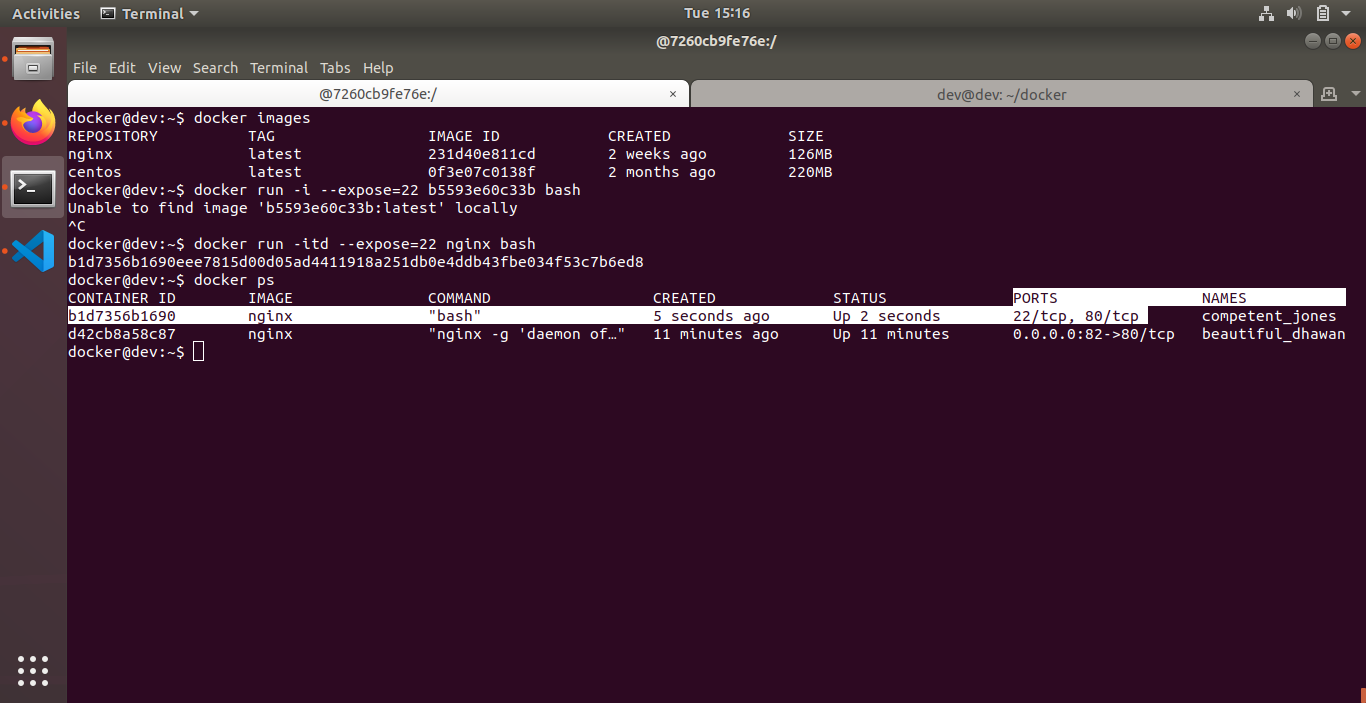 Activities Terminal Tue 15:16
@7260cb9fe76e:/
File Edit View Search Terminal Tabs Help
@7260cb9fe76e:/ × dev@dev: ~/docker ×
docker@dev:~$ docker images
REPOSITORY TAG IMAGE ID CREATED SIZE
nginx latest 231d40e811cd 2 weeks ago 126MB
centos latest 0f3e07c0138f 2 months ago 220MB
docker@dev:~$ docker run -i --expose=22 b5593e60c33b bash
Unable to find image 'b5593e60c33b:latest' locally
^C
docker@dev:~$ docker run -itd --expose=22 nginx bash
b1d7356b1690eee7815d00d05ad4411918a251db0e4ddb43fbe034f53c7b6ed8
docker@dev:~$ docker ps
CONTAINER ID IMAGE COMMAND CREATED STATUS PORTS NAMES
b1d7356b1690 nginx "bash" 5 seconds ago Up 2 seconds 22/tcp, 80/tcp competent_jones
d42cb8a58c87 nginx "nginx -g 'daemon of…" 11 minutes ago Up 11 minutes 0.0.0.0:82->80/tcp beautiful_dhawan
docker@dev:~$